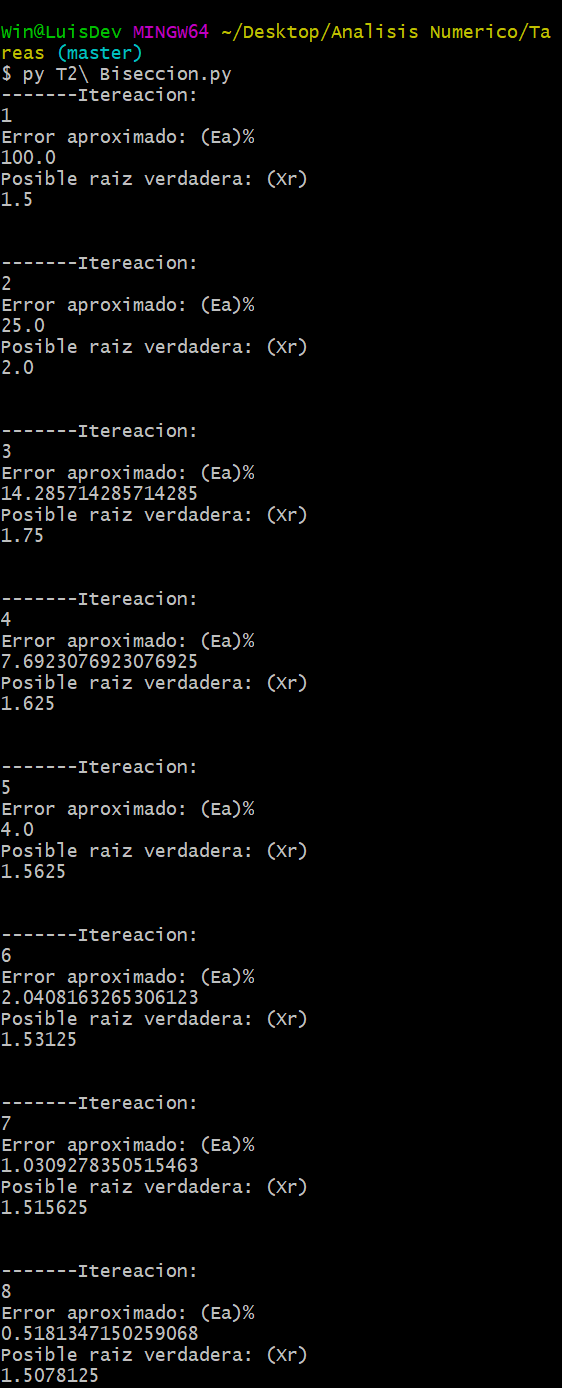 Win@LuisDev MINGW64 ~/Desktop/Analisis Numerico/Ta
reas (master)
$ py T2\ Biseccion.py
-------Itereacion:
1
Error aproximado: (Ea)%
100.0
Posible raiz verdadera: (Xr)
1.5
-------Itereacion:
2
Error aproximado: (Ea)%
25.0
Posible raiz verdadera: (Xr)
2.0
-------Itereacion:
3
Error aproximado: (Ea)%
14.285714285714285
Posible raiz verdadera: (Xr)
1.75
-------Itereacion:
4
Error aproximado: (Ea)%
7.6923076923076925
Posible raiz verdadera: (Xr)
1.625
-------Itereacion:
5
Error aproximado: (Ea)%
4.0
Posible raiz verdadera: (Xr)
1.5625
-------Itereacion:
6
Error aproximado: (Ea)%
2.0408163265306123
Posible raiz verdadera: (Xr)
1.53125
-------Itereacion:
7
Error aproximado: (Ea)%
1.0309278350515463
Posible raiz verdadera: (Xr)
1.515625
-------Itereacion:
8
Error aproximado: (Ea)%
0.5181347150259068
Posible raiz verdadera: (Xr)
1.5078125